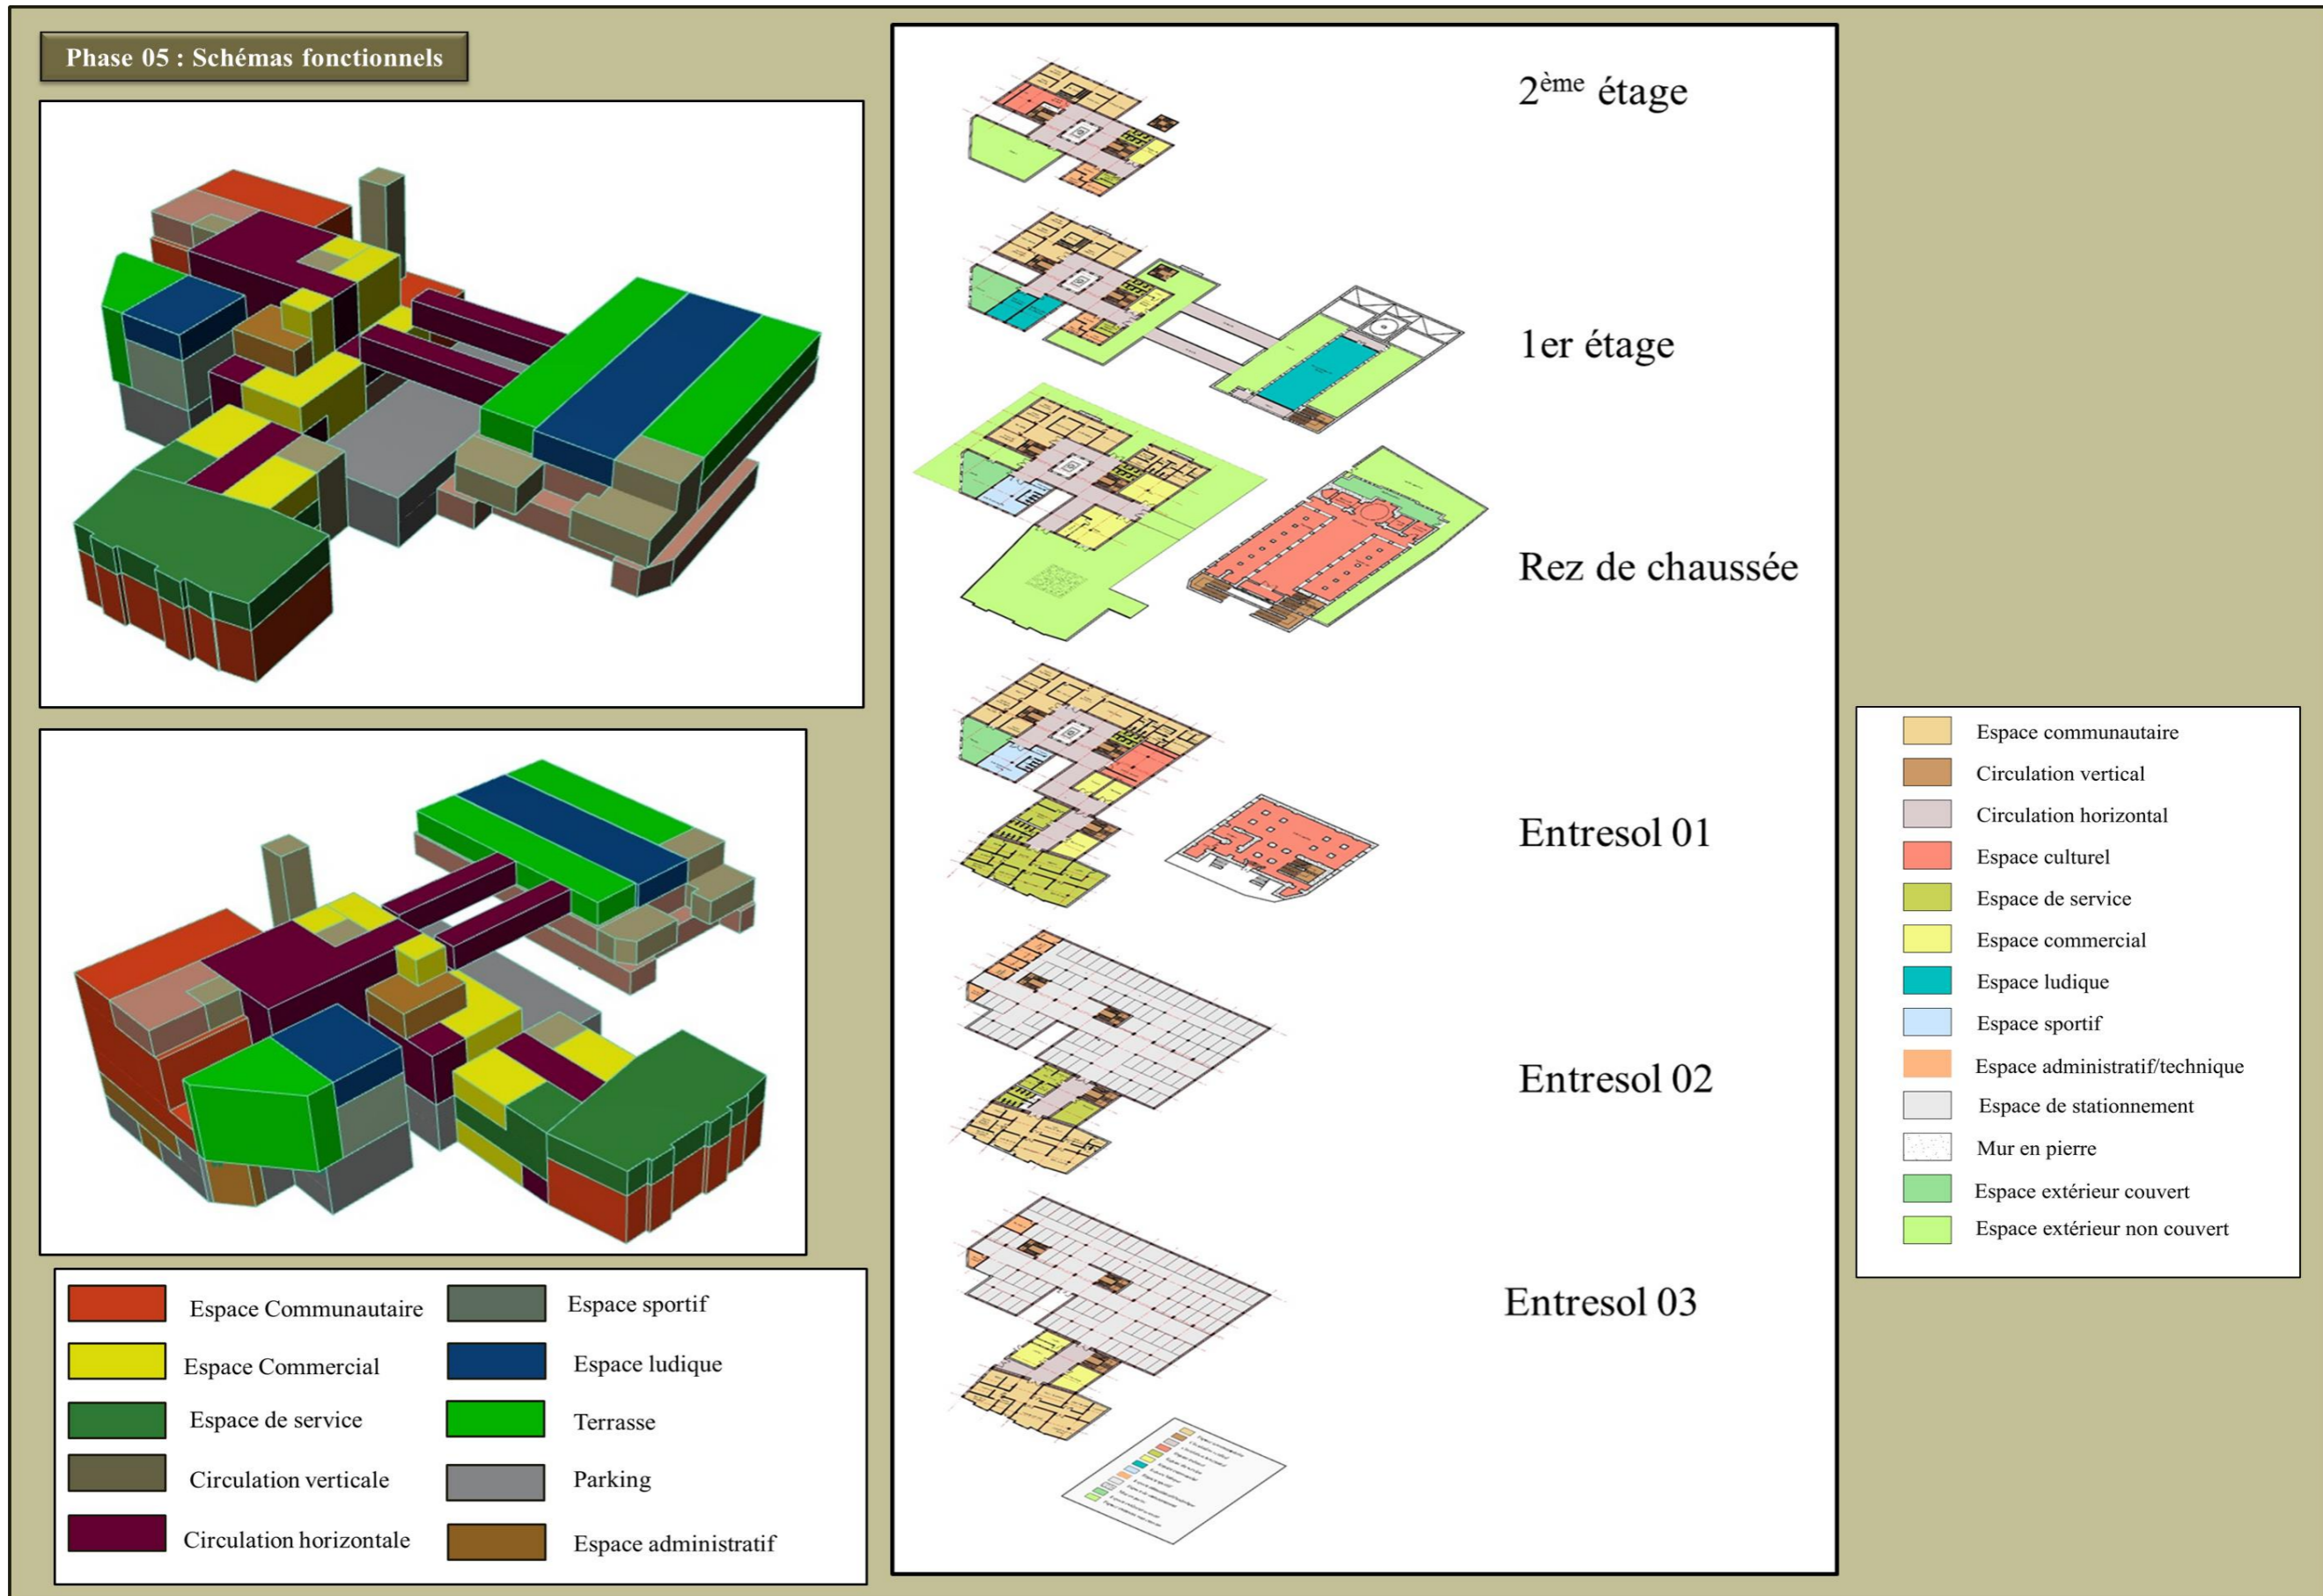 Phase 05 : Schémas fonctionnels
Espace Communautaire
Espace Commercial
Espace de service
Circulation verticale
Circulation horizontale
Espace sportif
Espace ludique
Terrasse
Parking
Espace administratif
2ème étage
1er étage
Rez de chaussée
Entresol 01
Entresol 02
Entresol 03
Espace communautaire
Circulation vertical
Circulation horizontal
Espace culturel
Espace de service
Espace commercial
Espace ludique
Espace sportif
Espace administratif/technique
Espace de stationnement
Mur en pierre
Espace extérieur couvert
Espace extérieur non couvert